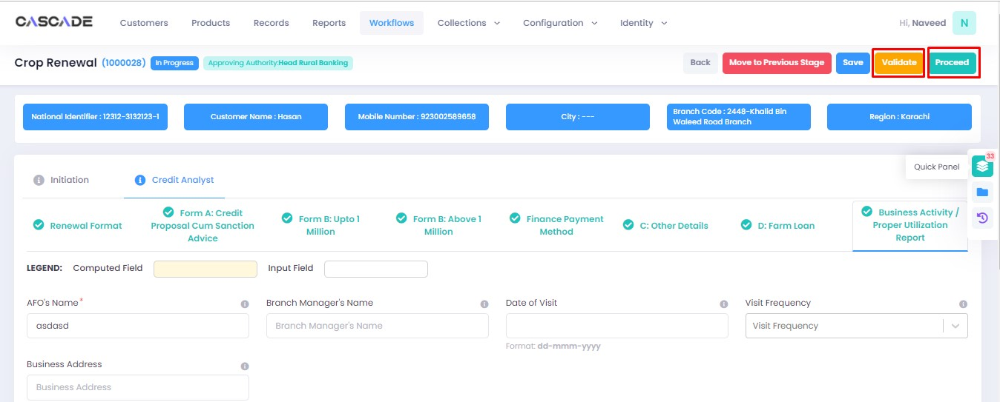 CASCADE
Customers
Products
Records
Reports
Workflows
Collections
Configuration
Identity
Hi, Naveed
N
Crop Renewal (1000028)
In Progress
Approving Authority:Head Rural Banking
Back
Move to Previous Stage
Save
Validate
Proceed
National Identifier : 12312-3132123-1
Customer Name : Hasan
Mobile Number : 923002589658
City : ---
Branch Code : 2448-Khalid Bin
Waleed Road Branch
Region : Karachi
Quick Panel
33
Initiation
Credit Analyst
Renewal Format
Form A: Credit
Proposal Cum Sanction
Advice
Form B: Upto 1
Million
Form B: Above 1
Million
Finance Payment
Method
C: Other Details
D: Farm Loan
Business Activity /
Proper Utilization
Report
LEGEND:
Computed Field
Input Field
AFO's Name*
Branch Manager's Name
Date of Visit
Visit Frequency
asdasd
Branch Manager's Name
Visit Frequency
Format: dd-mmm-yyyy
Business Address
Business Address